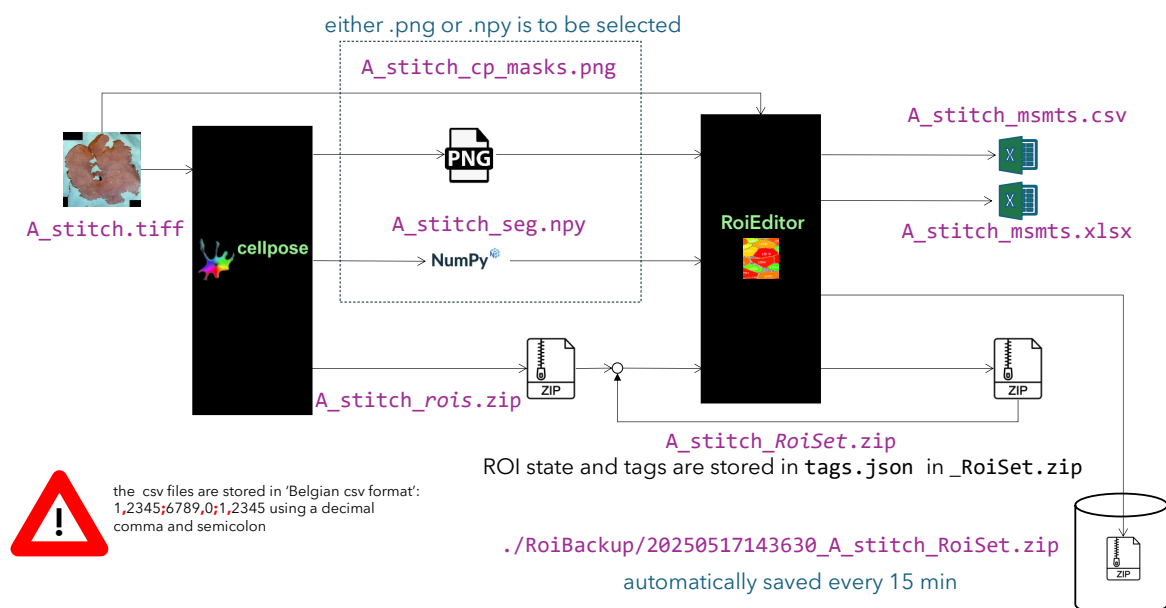 either .png or .npy is to be selected
A_stitch_cp_masks.png
A_stitch_msmts.csv
PNG
X
A_stitch.tiff
A_stitch_seg.npy
RoiEditor
X
A_stitch_msmts.xlsx
cellpose
NumPy
ZIP
ZIP
A_stitch_rois.zip
A_stitch_RoiSet.zip
ROI state and tags are stored in tags.json in _RoiSet.zip
!
the csv files are stored in ‘Belgian csv format’:
1,2345;6789,0;1,2345 using a decimal
comma and semicolon
./RoiBackup/20250517143630_A_stitch_RoiSet.zip
ZIP
automatically saved every 15 min